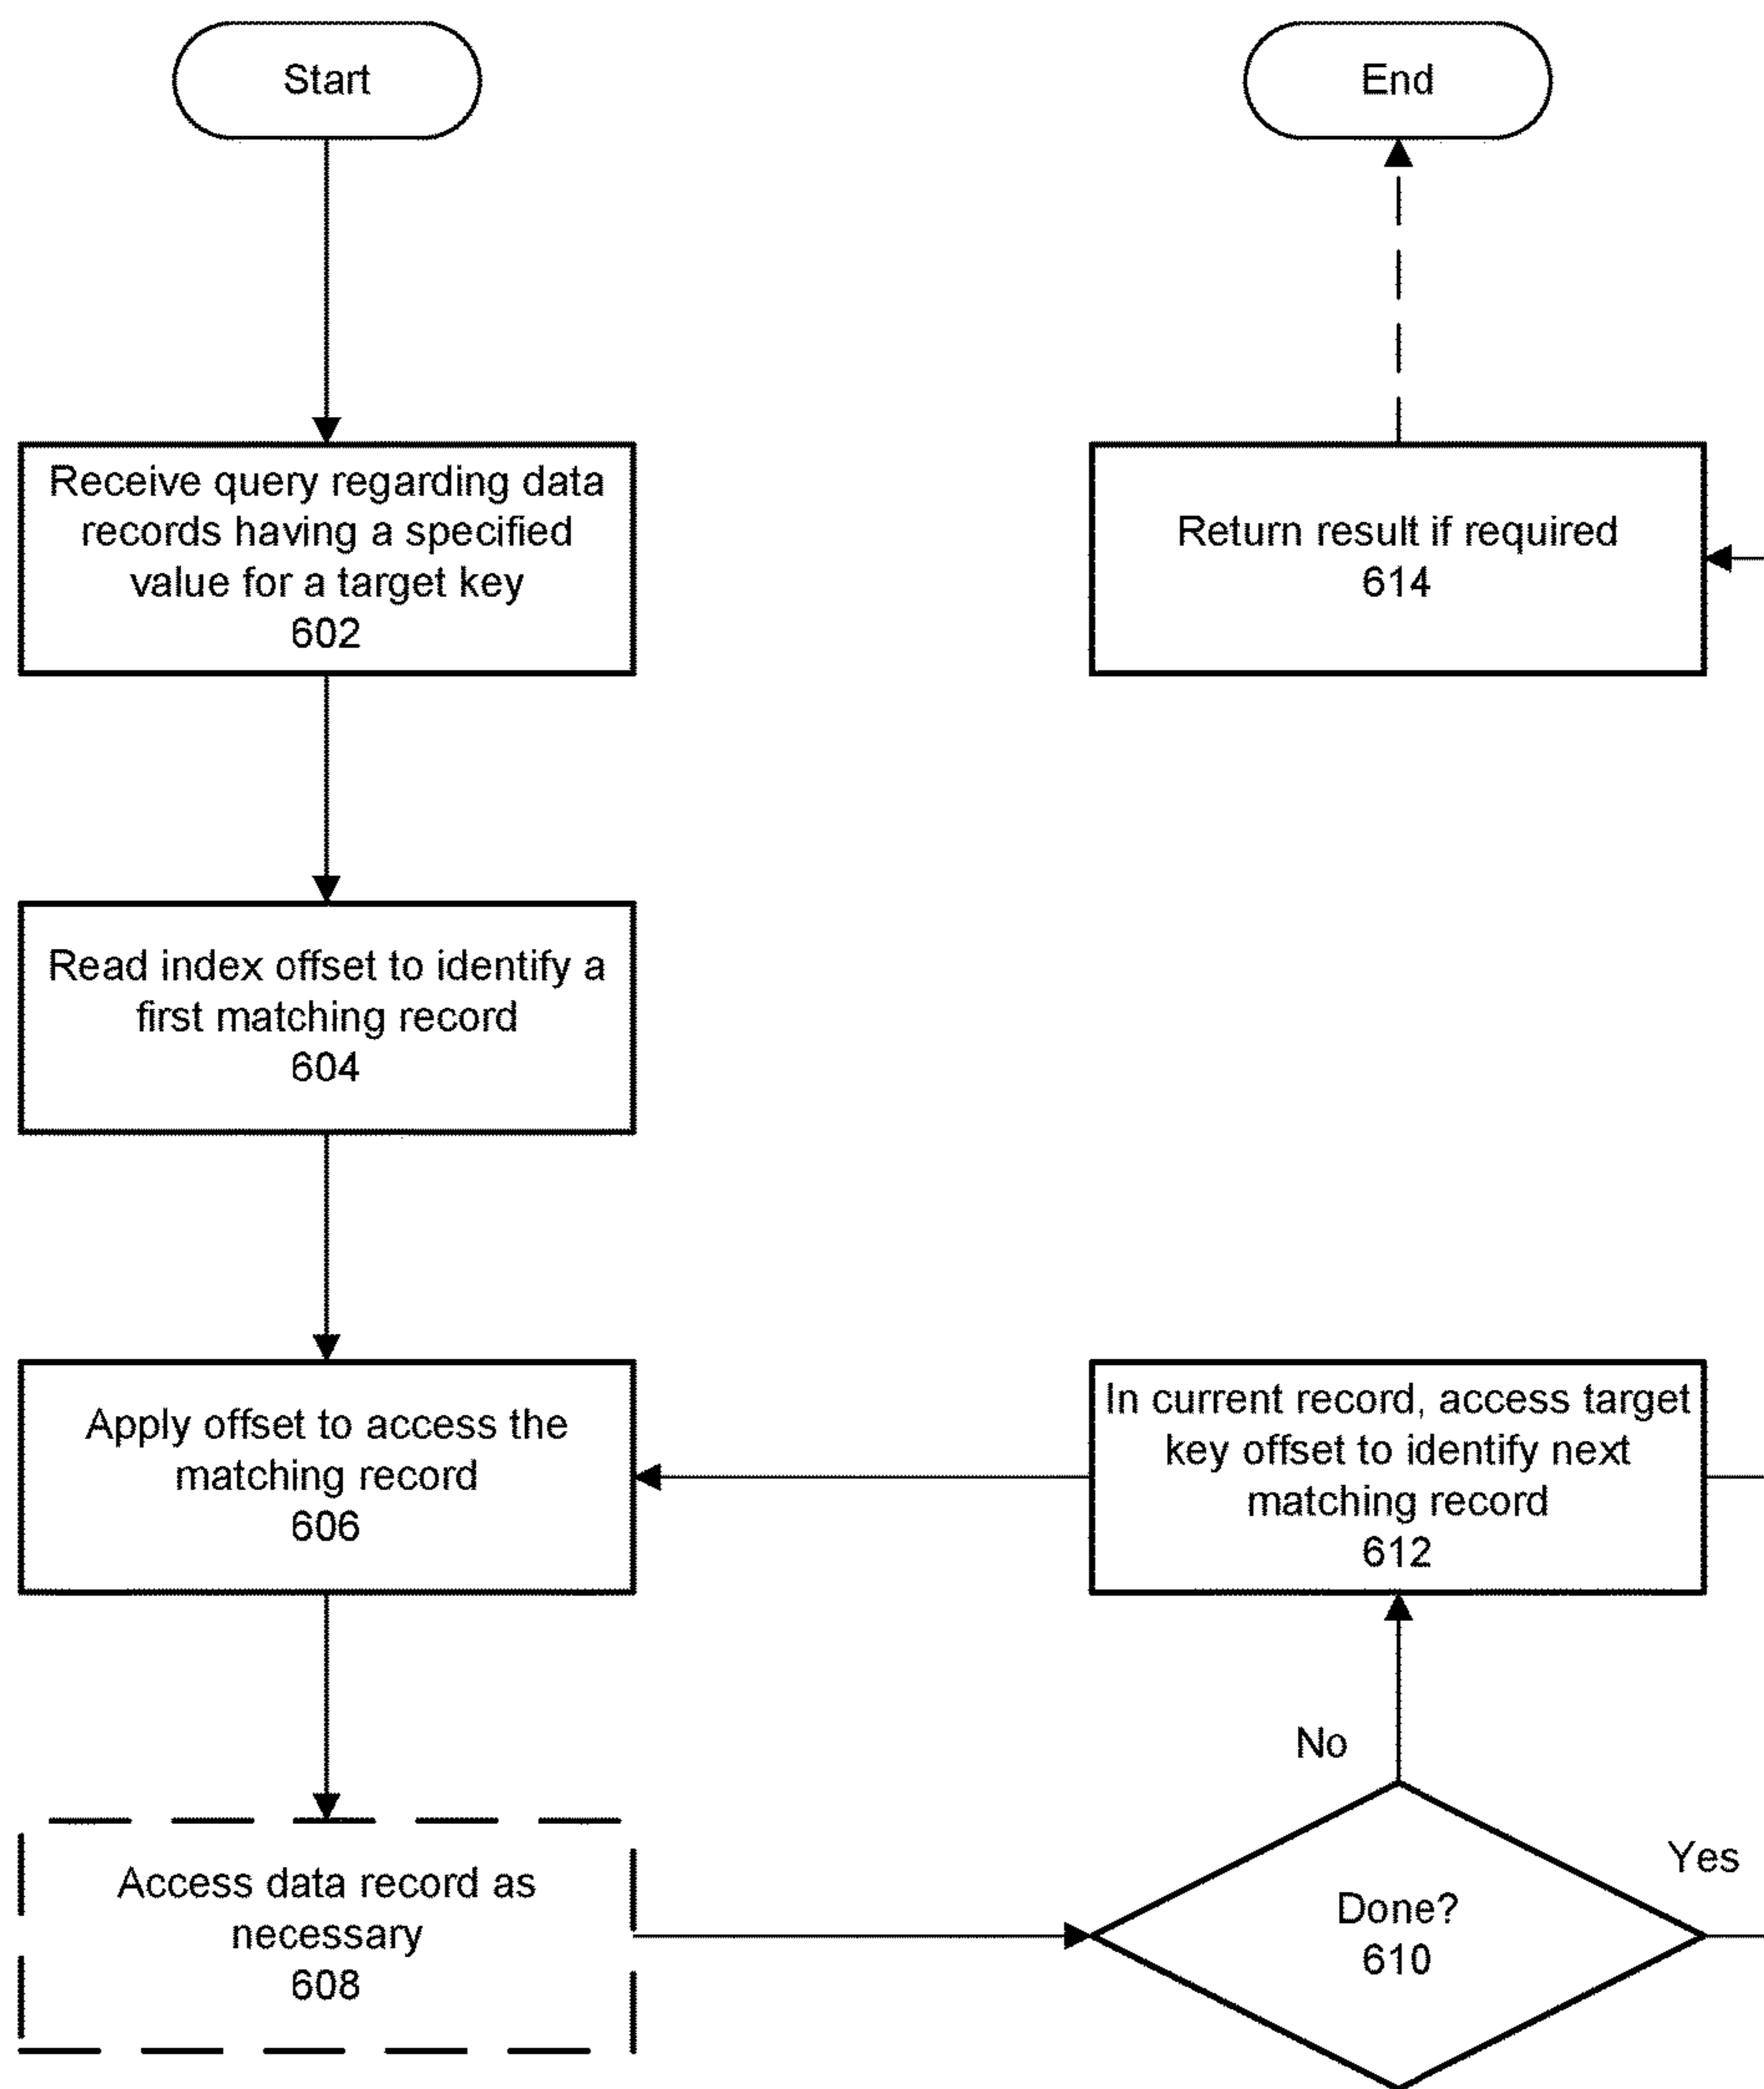 Start
End
Receive query regarding data
records having a specified
value for a target key
602
Return result if required
614
Read index offset to identify a
first matching record
604
Apply offset to access the
matching record
606
In current record, access target
key offset to identify next
matching record
612
No
Yes
Access data record as
necessary
608
Done?
610